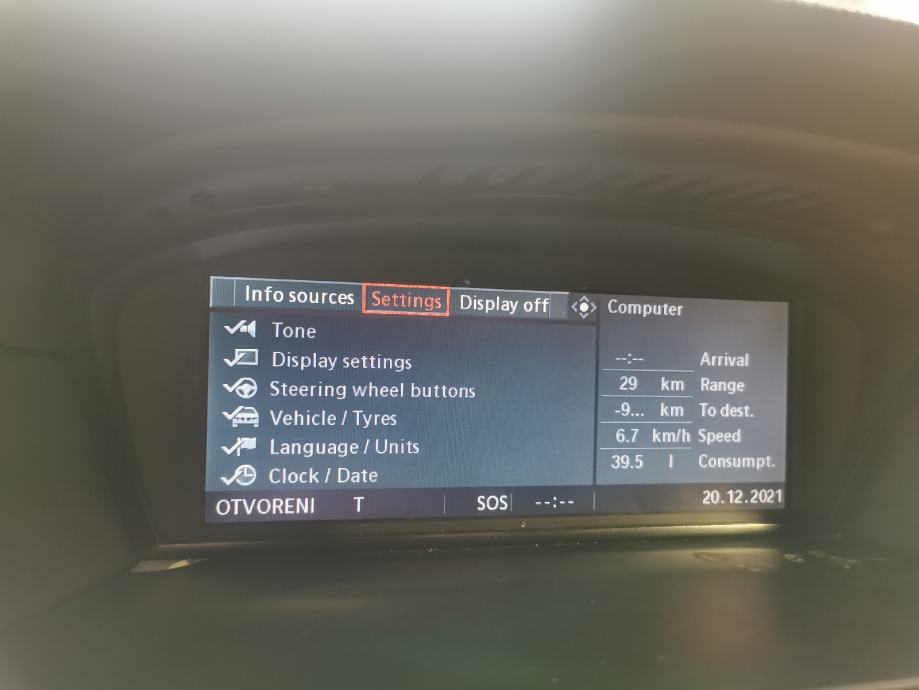 Info sources Settings Display off
Tone
Display settings
Steering wheel buttons
Vehicle / Tyres
Language / Units
Clock / Date
Computer
--:-- Arrival
29 km Range
-9... km To dest.
6.7 km/h Speed
39.5 l Consumpt.
OTVORENI T SOS --:-- 20.12.2021